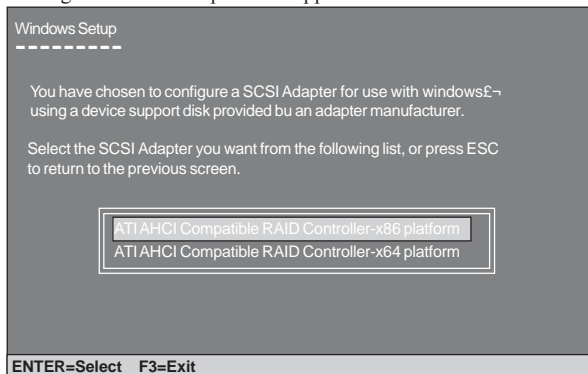 Windows Setup
You have chosen to configure a SCSI Adapter for use with windows£¬
using a device support disk provided bu an adapter manufacturer.
Select the SCSI Adapter you want from the following list, or press ESC
to return to the previous screen.
ATI AHCI Compatible RAID Controller-x86 platform
ATI AHCI Compatible RAID Controller-x64 platform
ENTER=Select F3=Exit